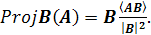 ProjB(A) = B⟨AB⟩/|B|².